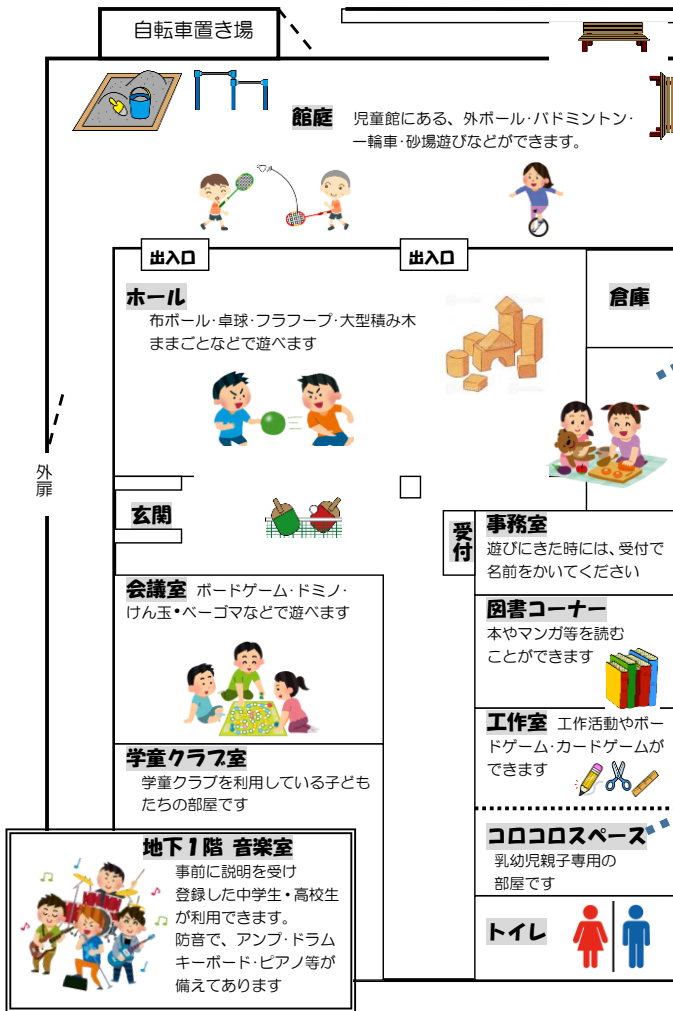 自転車置き場
館庭
児童館にある、外ボール・バドミントン・
一輪車・砂場遊びなどができます。
出入口
出入口
ホール
布ボール・卓球・フラフープ・大型積み木
ままごとなどで遊べます
倉庫
外扉
玄関
受付
事務室
遊びにきた時には、受付で
名前をかいてください
会議室 ボードゲーム・ドミノ・
けん玉・ベーゴマなどで遊べます
図書コーナー
本やマンガ等を読む
ことができます
工作室 工作活動やボー
ドゲーム・カードゲームが
できます
学童クラブ室
学童クラブを利用している子ども
たちの部屋です
コロコロスペース
乳幼児親子専用の
部屋です
地下1階 音楽室
事前に説明を受け
登録した中学生・高校生
が利用できます。
防音で、アンプ・ドラム
キーボード・ピアノ等が
備えてあります
トイレ